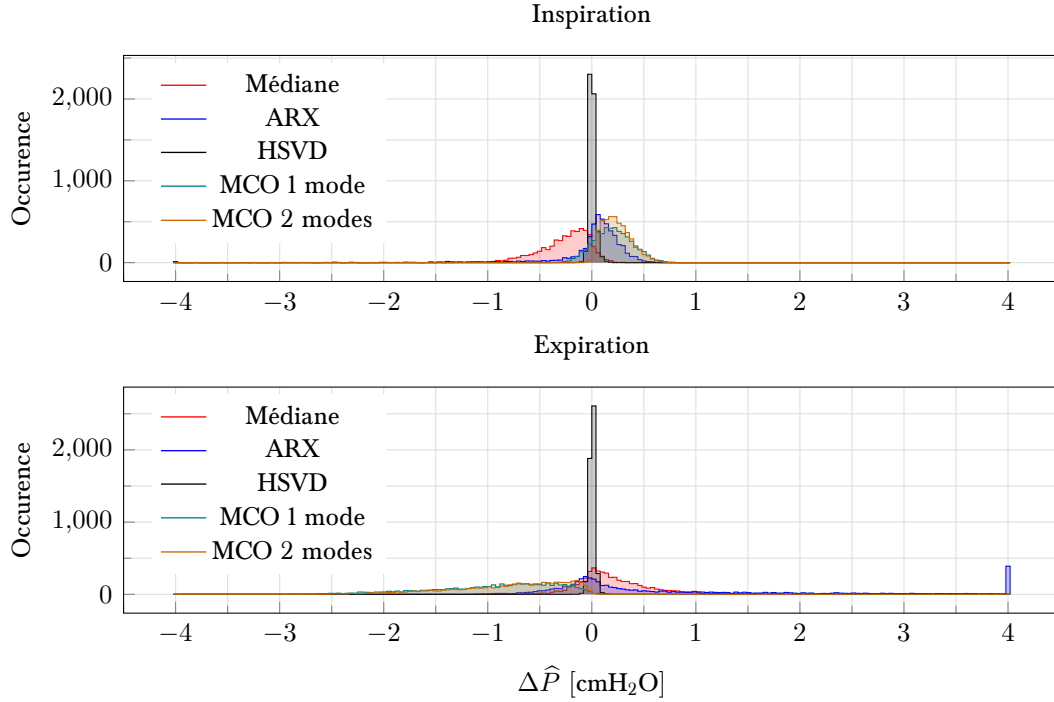 Inspiration
Occurence
2,000
1,000
0
Médiane
ARX
HSVD
MCO 1 mode
MCO 2 modes
−4 −3 −2 −1 0 1 2 3 4
Expiration
Occurence
2,000
1,000
0
Médiane
ARX
HSVD
MCO 1 mode
MCO 2 modes
−4 −3 −2 −1 0 1 2 3 4
Δ𝑃̂ [cmH₂O]